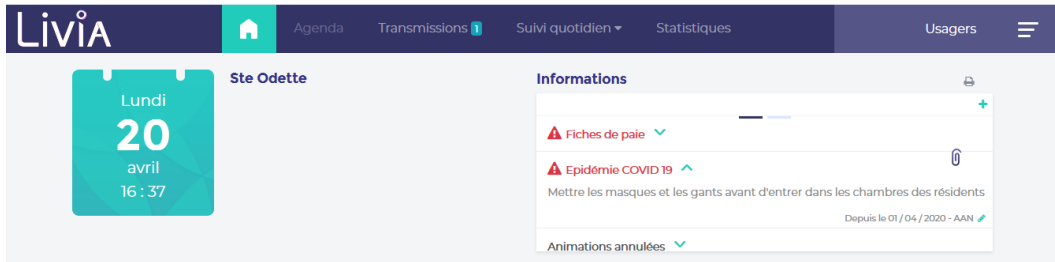 LiViA
Agenda
Transmissions 1
Suivi quotidien
Statistiques
Usagers
Lundi
20
avril
16 : 37
Ste Odette
Informations
+
Fiches de paie
Epidémie COVID 19
Mettre les masques et les gants avant d'entrer dans les chambres des résidents
Depuis le 01 / 04 / 2020 - AAN
Animations annulées